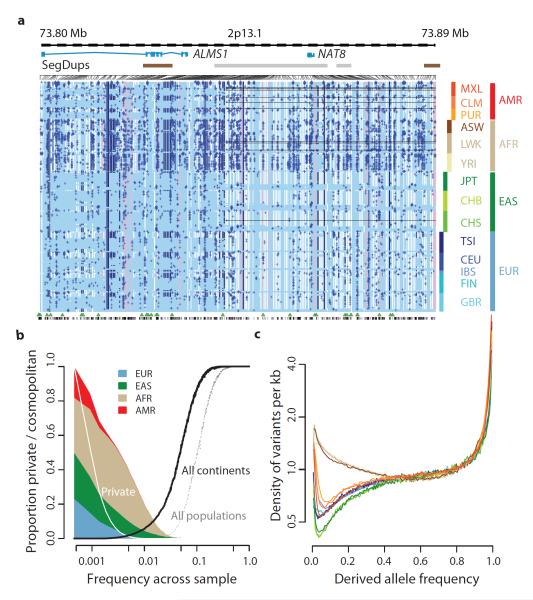 a
73.80 Mb 2p13.1 73.89 Mb
ALMS1 NAT8
SegDups
MXL
CLM
PUR
AMR
ASW
LWK
YRI
AFR
JPT
CHB
CHS
EAS
TSI
CEU
IBS
FIN
GBR
EUR
b
Proportion private / cosmopolitan
1.0
0.8
0.6
0.4
0.2
0.0
EUR
EAS
AFR
AMR
Private
All continents
All populations
0.001 0.01 0.1 1.0
Frequency across sample
c
Density of variants per kb
4.0
2.0
1.0
0.5
0.0 0.2 0.4 0.6 0.8 1.0
Derived allele frequency